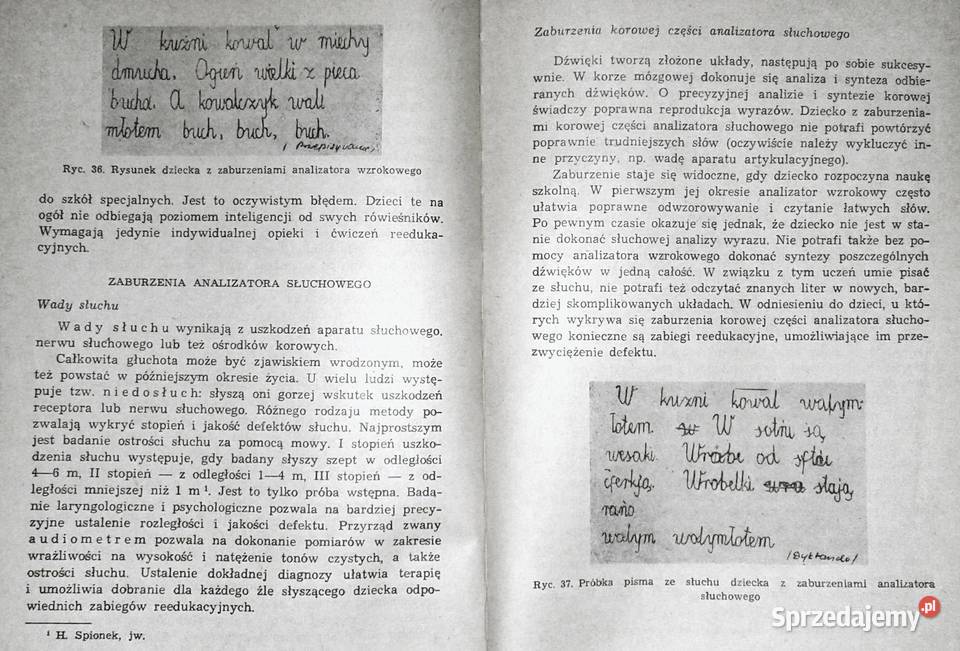 W kuźni kowal w miechy
dmucha. Ogień wielki z pieca
bucha. A kowalczyk wali
młotem buch, buch, buch.
/Przepisywanie/
Ryc. 36. Rysunek dziecka z zaburzeniami analizatora wzrokowego
do szkół specjalnych. Jest to oczywistym błędem. Dzieci te na
ogół nie odbiegają poziomem inteligencji od swych rówieśników.
Wymagają jedynie indywidualnej opieki i ćwiczeń reeduka-
cyjnych.
ZABURZENIA ANALIZATORA SŁUCHOWEGO
Wady słuchu
Wady słuchu wynikają z uszkodzeń aparatu słuchowego,
nerwu słuchowego lub też ośrodków korowych.
Całkowita głuchota może być zjawiskiem wrodzonym, może
też powstać w późniejszym okresie życia. U wielu ludzi wystę-
puje tzw. niedosłuch: słyszą oni gorzej wskutek uszkodzeń
receptora lub nerwu słuchowego. Różnego rodzaju metody po-
zwalają wykryć stopień i jakość defektów słuchu. Najprostszym
jest badanie ostrości słuchu za pomocą mowy. I stopień uszko-
dzenia słuchu występuje, gdy badany słyszy szept w odległości
4—6 m, II stopień — z odległości 1—4 m, III stopień — z od-
ległości mniejszej niż 1 m¹. Jest to tylko próba wstępna. Bada-
nie laryngologiczne i psychologiczne pozwala na bardziej precy-
zyjne ustalenie rozległości i jakości defektu. Przyrząd zwany
audiometrem pozwala na dokonanie pomiarów w zakresie
wrażliwości na wysokość i natężenie tonów czystych, a także
ostrości słuchu. Ustalenie dokładnej diagnozy ułatwia terapię
i umożliwia dobranie dla każdego źle słyszącego dziecka odpo-
wiednich zabiegów reedukacyjnych.
¹ H. Spionek, jw.
Zaburzenia korowej części analizatora słuchowego
Dźwięki tworzą złożone układy, następują po sobie sukcesy-
wnie. W korze mózgowej dokonuje się analiza i synteza odbie-
ranych dźwięków. O precyzyjnej analizie i syntezie korowej
świadczy poprawna reprodukcja wyrazów. Dziecko z zaburzenia-
mi korowej części analizatora słuchowego nie potrafi powtórzyć
poprawnie trudniejszych słów (oczywiście należy wykluczyć in-
ne przyczyny, np. wadę aparatu artykulacyjnego).
Zaburzenie staje się widoczne, gdy dziecko rozpoczyna naukę
szkolną. W pierwszym jej okresie analizator wzrokowy często
ułatwia poprawne odwzorowywanie i czytanie łatwych słów.
Po pewnym czasie okazuje się jednak, że dziecko nie jest w sta-
nie dokonać słuchowej analizy wyrazu. Nie potrafi także bez po-
mocy analizatora wzrokowego dokonać syntezy poszczególnych
dźwięków w jedną całość. W związku z tym uczeń umie pisać
ze słuchu, nie potrafi też odczytać znanych liter w nowych, bar-
dziej skomplikowanych układach. W odniesieniu do dzieci, u któ-
rych wykrywa się zaburzenia korowej części analizatora słucho-
wego konieczne są zabiegi reedukacyjne, umożliwiające im prze-
zwyciężenie defektu.
W kuzni kowal walym
lotem. W sotni są
wesaki. od
Wrobelki stają
rano
walym walymłotem
/Dyktando/
Ryc. 37. Próbka pisma ze słuchu dziecka z zaburzeniami analizatora
słuchowego
Sprzedajemy.pl